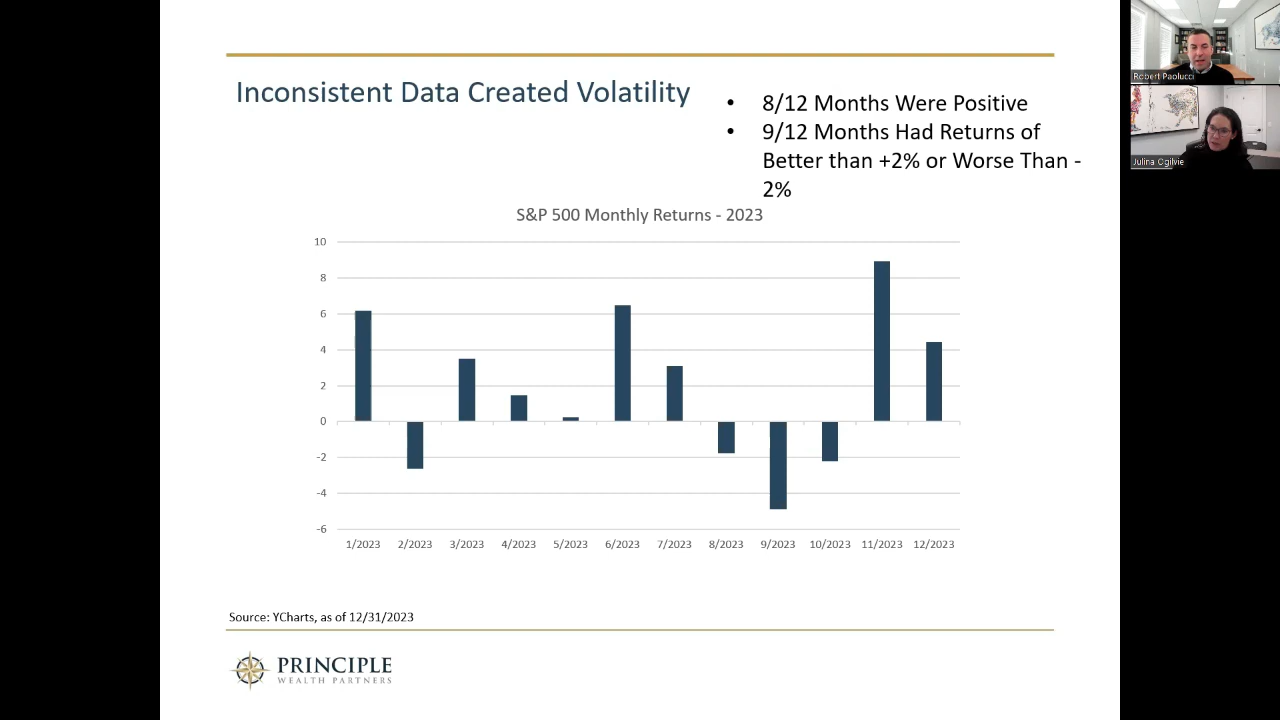 Inconsistent Data Created Volatility
• 8/12 Months Were Positive
• 9/12 Months Had Returns of
Better than +2% or Worse Than -
2%
Robert Paolucci
Julina Ogilvie
S&P 500 Monthly Returns - 2023
10
8
6
4
2
0
-2
-4
-6
1/2023 2/2023 3/2023 4/2023 5/2023 6/2023 7/2023 8/2023 9/2023 10/2023 11/2023 12/2023
Source: YCharts, as of 12/31/2023
PRINCIPLE
WEALTH PARTNERS